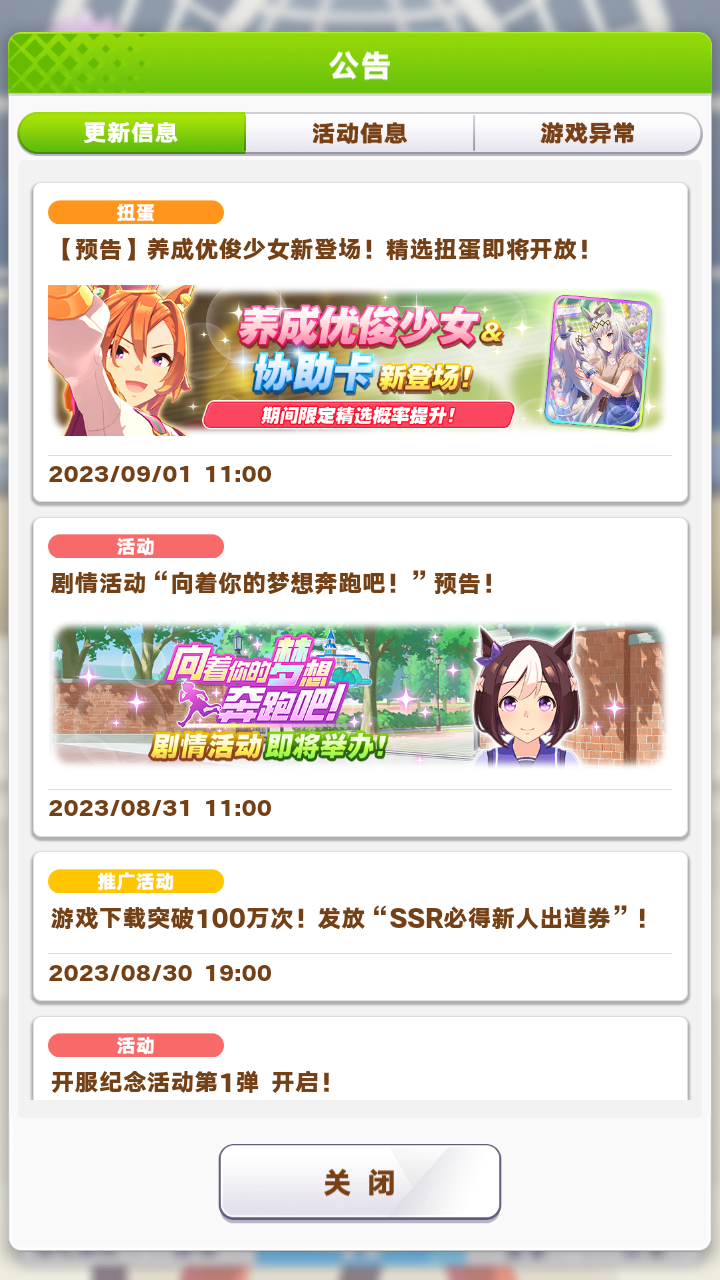 公告
更新信息
活动信息
游戏异常
扭蛋
【预告】养成优俊少女新登场！精选扭蛋即将开放！
养成优俊少女&
协助卡新登场！
期间限定精选概率提升！
2023/09/01 11:00
活动
剧情活动“向着你的梦想奔跑吧！”预告！
向着你的梦想
奔跑吧！
剧情活动即将举办！
2023/08/31 11:00
推广活动
游戏下载突破100万次！发放“SSR必得新人出道券”！
2023/08/30 19:00
活动
开服纪念活动第1弹 开启！
关闭